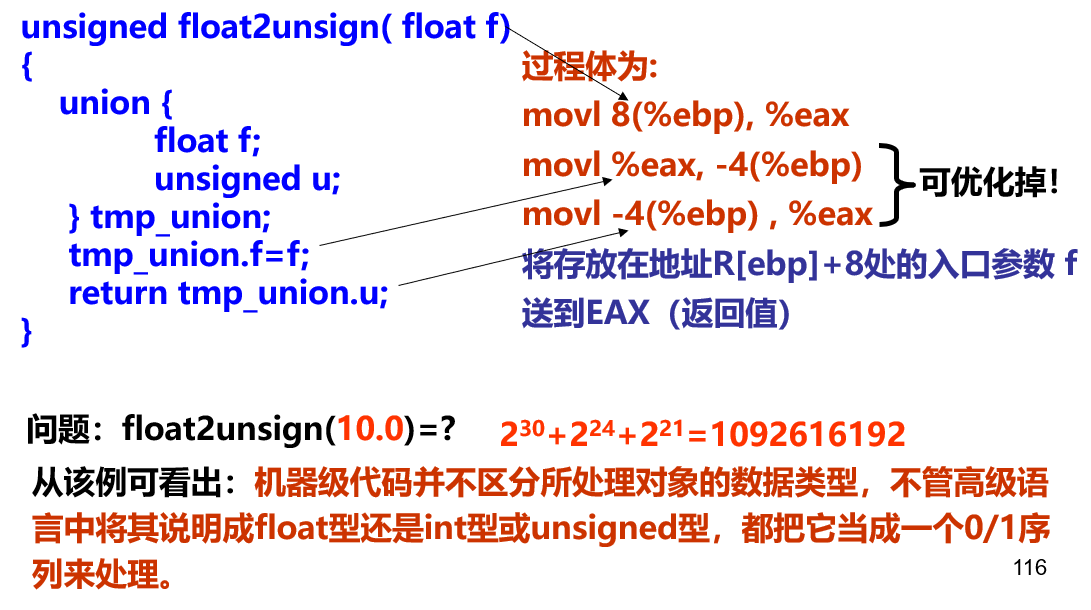 unsigned float2unsign( float f)
{
union {
float f;
unsigned u;
} tmp_union;
tmp_union.f=f;
return tmp_union.u;
}
过程体为:
movl 8(%ebp), %eax
movl %eax, -4(%ebp)
movl -4(%ebp) , %eax
可优化掉！
将存放在地址R[ebp]+8处的入口参数 f
送到EAX（返回值）
问题：float2unsign(10.0)=?
2³⁰+2²⁴+2²¹=1092616192
从该例可看出：机器级代码并不区分所处理对象的数据类型，不管高级语
言中将其说明成float型还是int型或unsigned型，都把它当成一个0/1序
列来处理。
116